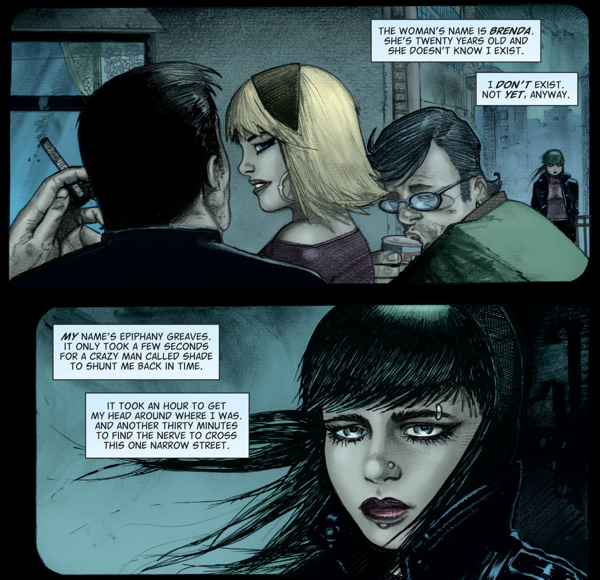 THE WOMAN'S NAME IS BRENDA.
SHE'S TWENTY YEARS OLD AND
SHE DOESN'T KNOW I EXIST.
I DON'T EXIST.
NOT YET, ANYWAY.
MY NAME'S EPIPHANY GREAVES.
IT ONLY TOOK A FEW SECONDS
FOR A CRAZY MAN CALLED SHADE
TO SHUNT ME BACK IN TIME.
IT TOOK AN HOUR TO GET
MY HEAD AROUND WHERE I WAS.
AND ANOTHER THIRTY MINUTES
TO FIND THE NERVE TO CROSS
THIS ONE NARROW STREET.